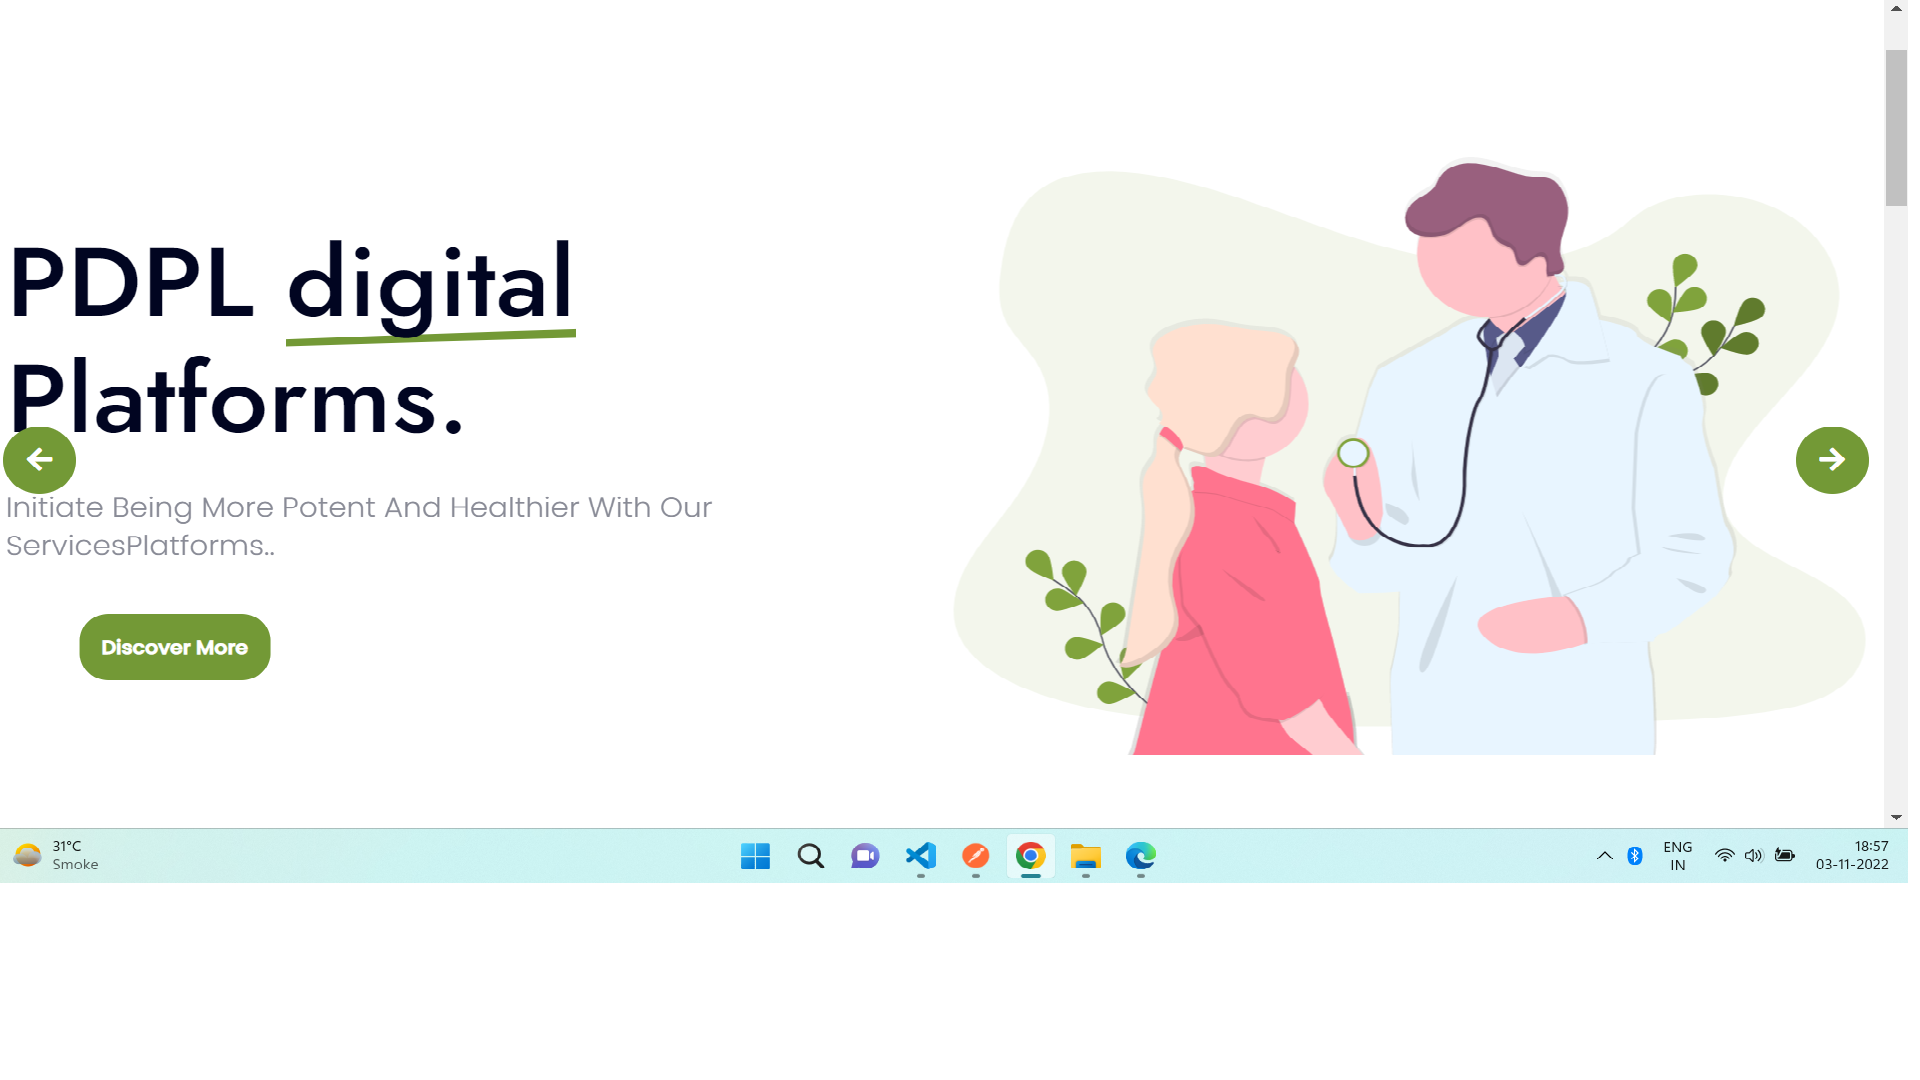 PDPL digital
Platforms.
Initiate Being More Potent And Healthier With Our
ServicesPlatforms..
Discover More
31°C
Smoke
ENG
IN
18:57
03-11-2022